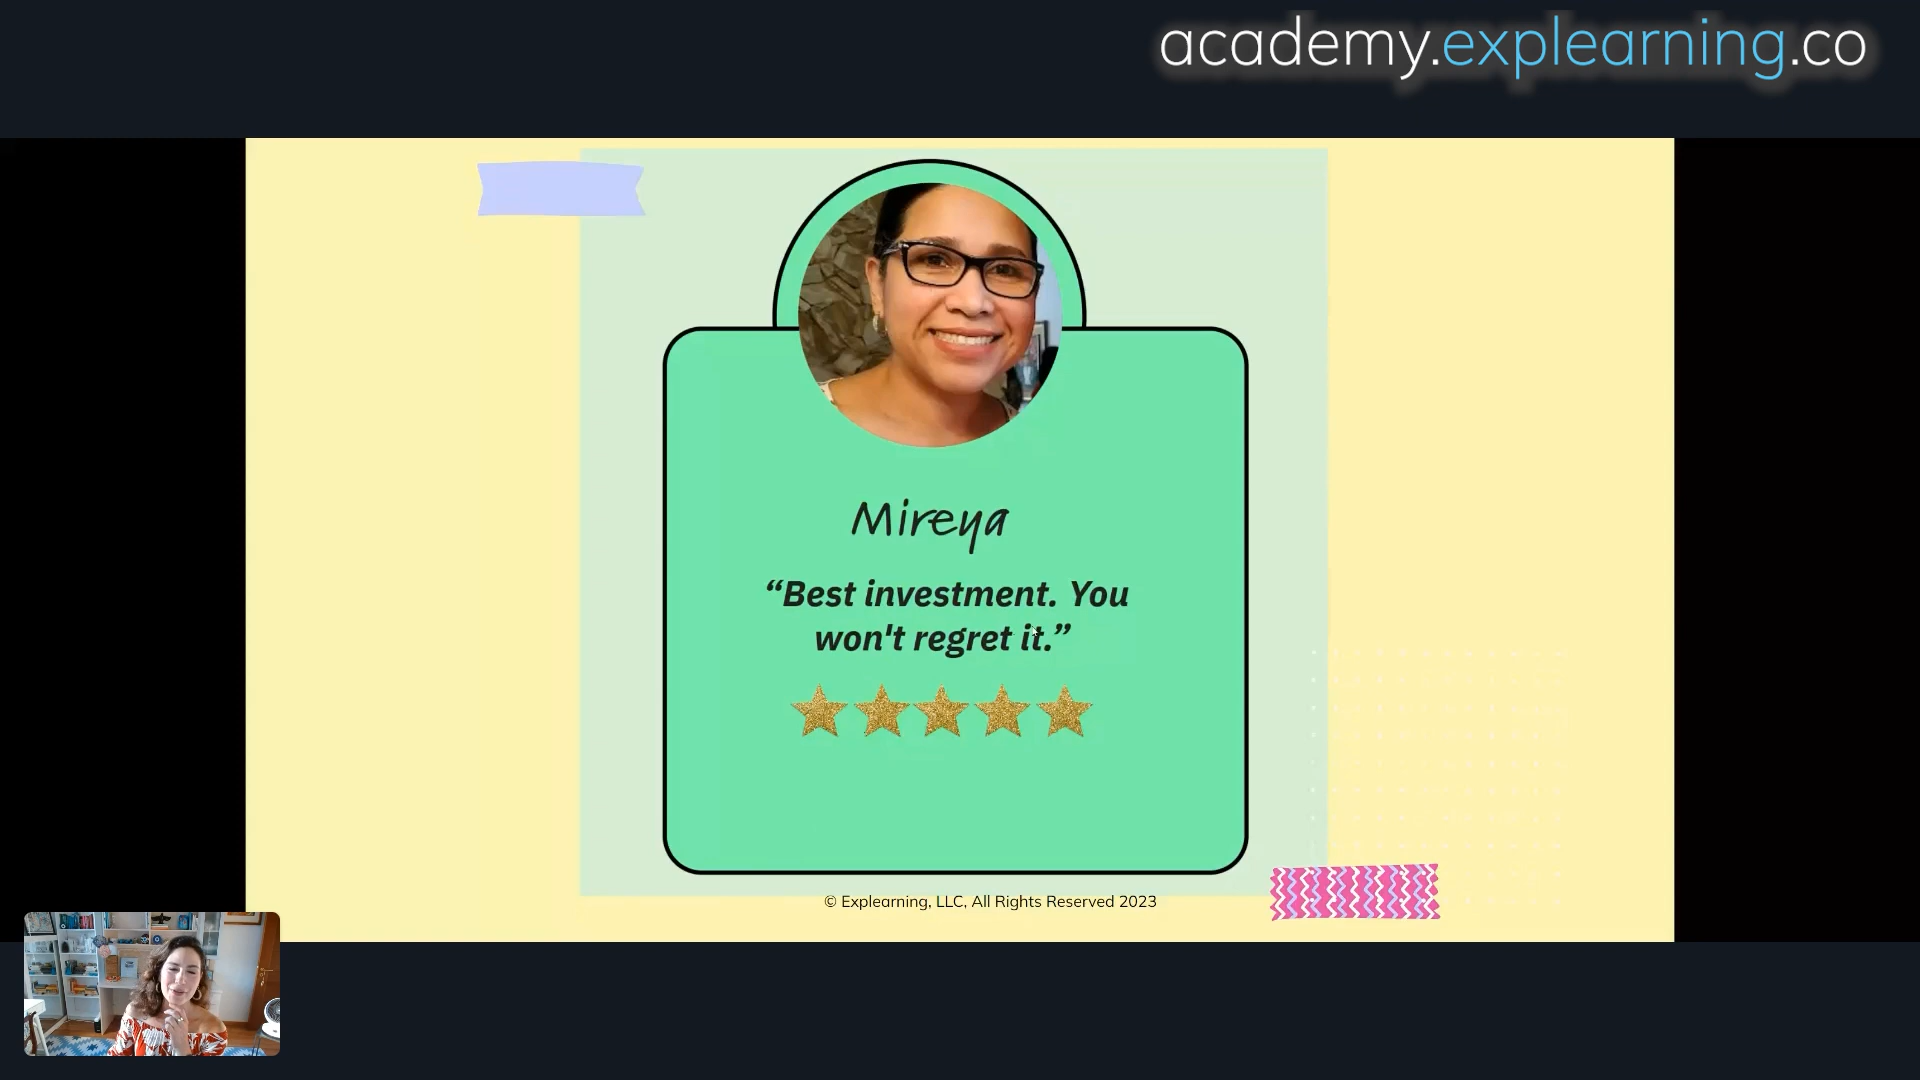 academy.explearning.co
Mireya
“Best investment. You
won't regret it.”
© Explearning, LLC, All Rights Reserved 2023